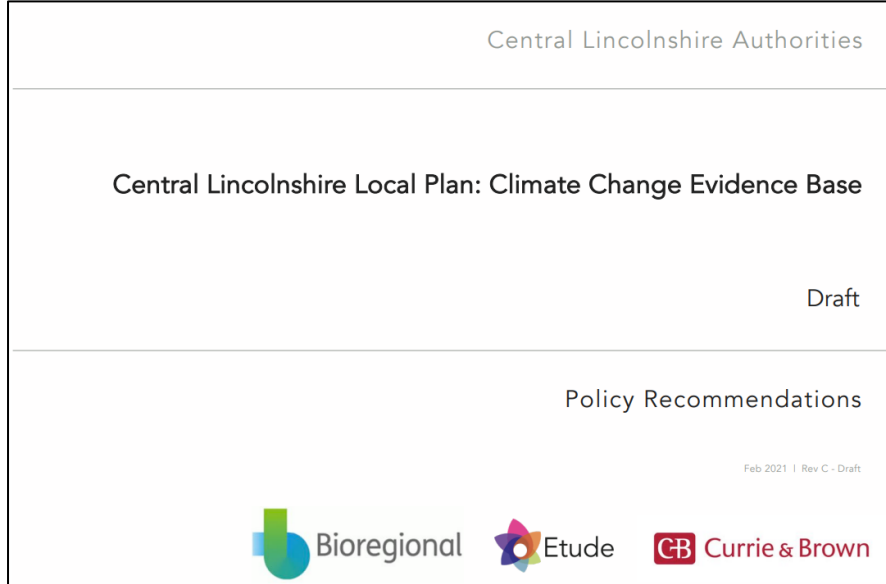 Central Lincolnshire Authorities
Central Lincolnshire Local Plan: Climate Change Evidence Base
Draft
Policy Recommendations
Feb 2021 | Rev C - Draft
Bioregional
Etude
CB Currie & Brown